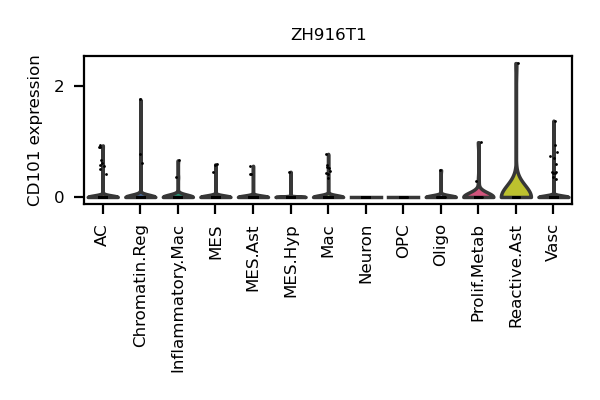 ZH916T1
CD101 expression
2
0
AC
Chromatin.Reg
Inflammatory.Mac
MES
MES.Ast
MES.Hyp
Mac
Neuron
OPC
Oligo
Prolif.Metab
Reactive.Ast
Vasc